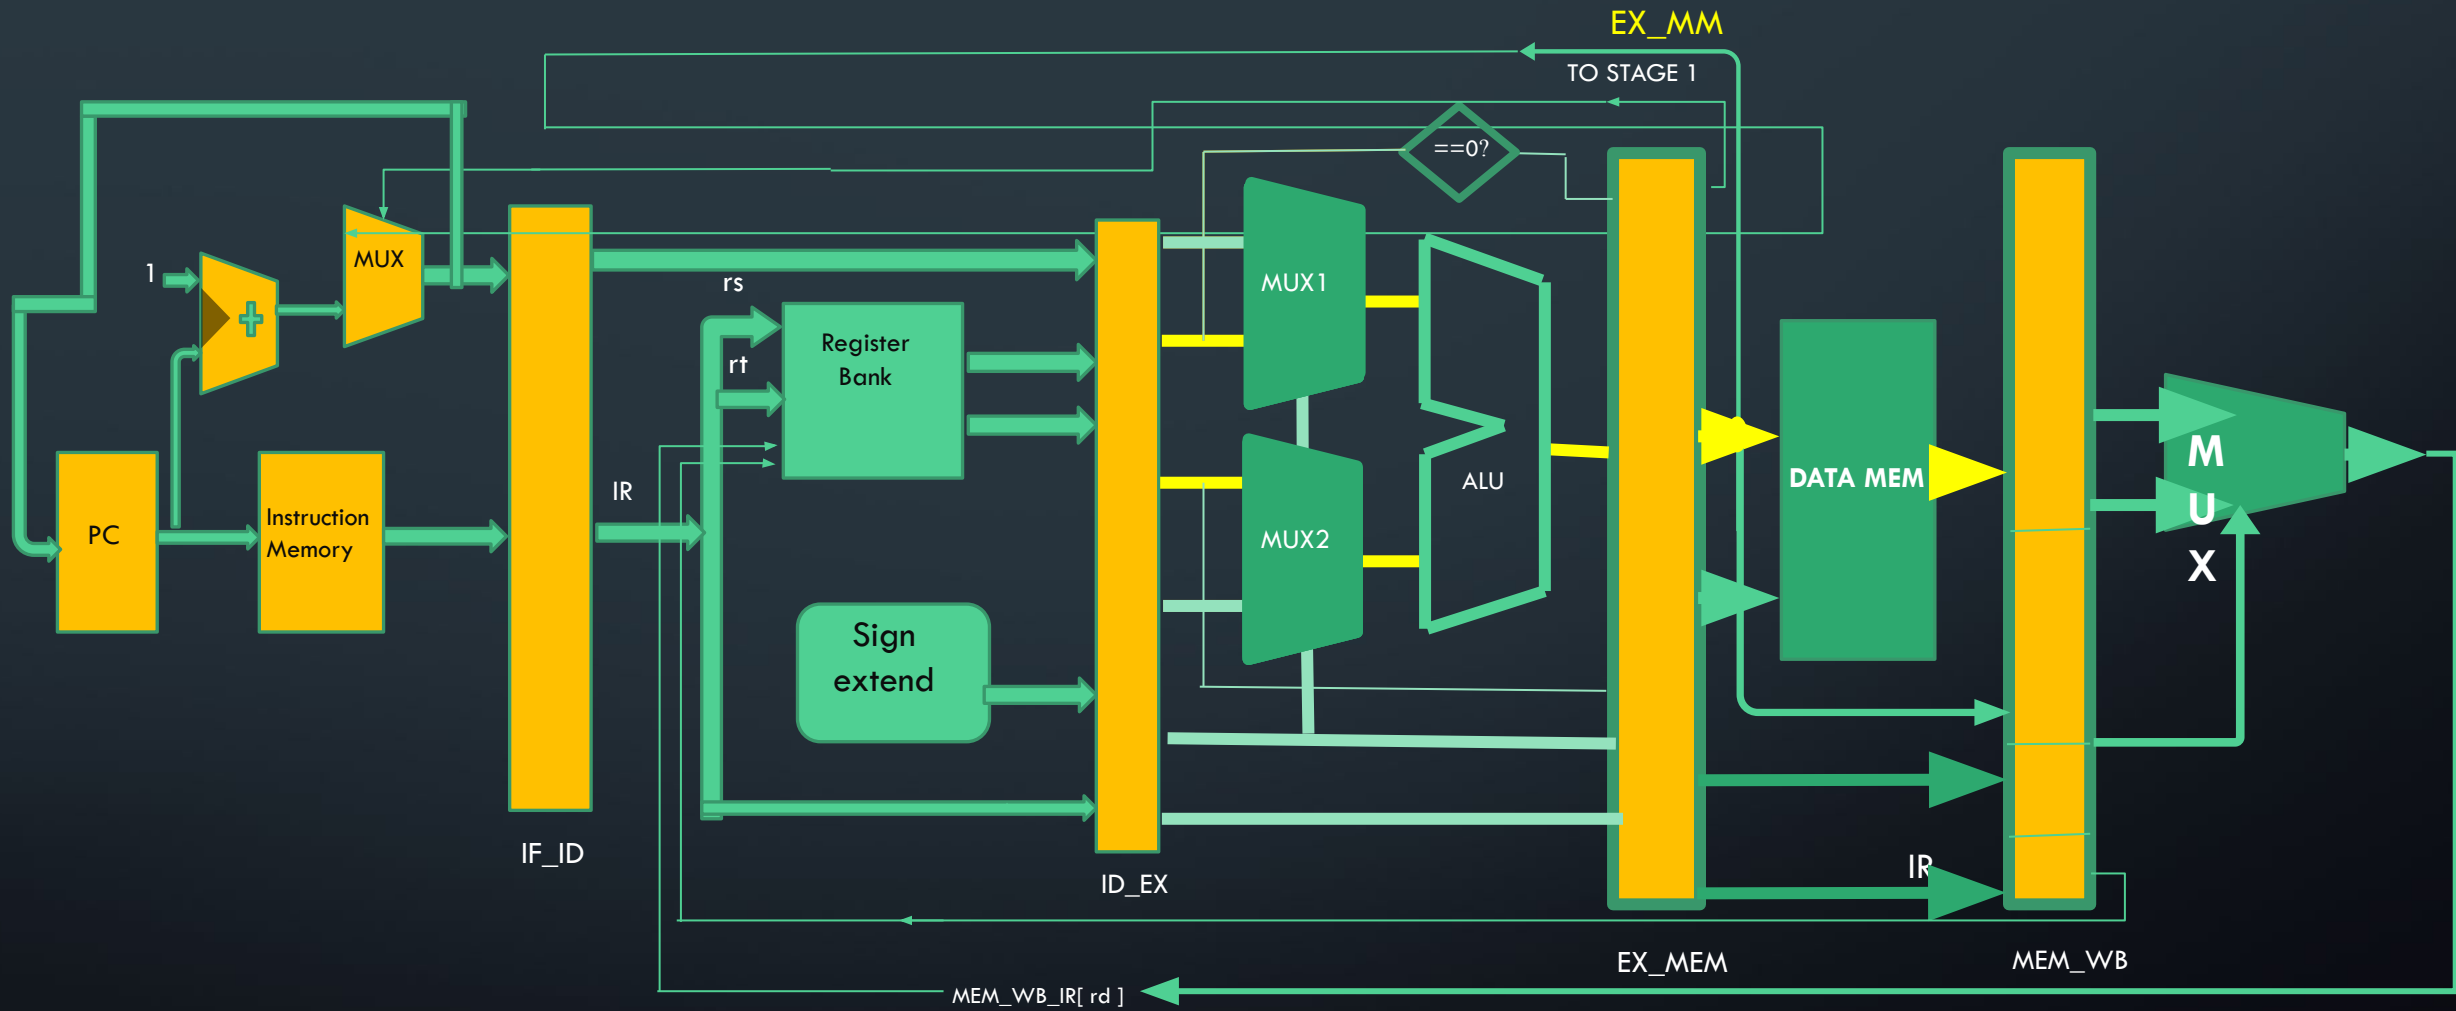 EX_MM
TO STAGE 1
==0?
MUX
1
rs
MUX1
Register
Bank
rt
IR
ALU
DATA MEM
M
U
X
PC
Instruction
Memory
MUX2
Sign
extend
IF_ID
ID_EX
IR
EX_MEM
MEM_WB
MEM_WB_IR[ rd ]